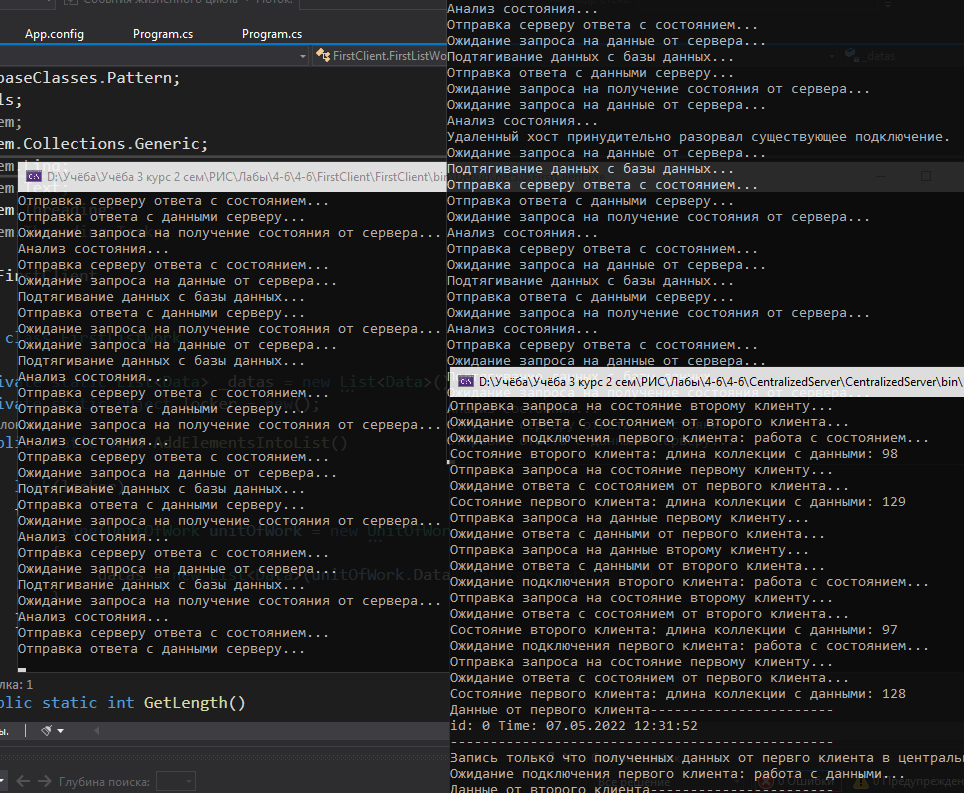 App.config Program.cs Program.cs
FirstClient.FirstListWo
baseClasses.Pattern;
em.Collections.Generic;
D:\Учёба\Учёба 3 курс 2 сем\РИС\Лабы\4-6\4-6\FirstClient\FirstClient\bin
Отправка серверу ответа с состоянием...
Отправка ответа с данными серверу...
Ожидание запроса на получение состояния от сервера...
Анализ состояния...
Отправка серверу ответа с состоянием...
Ожидание запроса на данные от сервера...
Подтягивание данных с базы данных...
Отправка ответа с данными серверу...
Ожидание запроса на получение состояния от сервера...
Ожидание запроса на данные от сервера...
Подтягивание данных с базы данных...
Анализ состояния...
Отправка серверу ответа с состоянием...
Отправка ответа с данными серверу...
Ожидание запроса на получение состояния от сервера...
Анализ состояния...
Отправка серверу ответа с состоянием...
Ожидание запроса на данные от сервера...
Подтягивание данных с базы данных...
Отправка ответа с данными серверу...
Ожидание запроса на получение состояния от сервера...
Анализ состояния...
Отправка серверу ответа с состоянием...
Ожидание запроса на данные от сервера...
Подтягивание данных с базы данных...
Ожидание запроса на получение состояния от сервера...
Анализ состояния...
Отправка серверу ответа с состоянием...
Отправка ответа с данными серверу...
static int GetLength()
Глубина поиска:
Анализ состояния...
Отправка серверу ответа с состоянием...
Ожидание запроса на данные от сервера...
Подтягивание данных с базы данных...
Отправка ответа с данными серверу...
Ожидание запроса на получение состояния от сервера...
Ожидание запроса на данные от сервера...
Анализ состояния...
Удаленный хост принудительно разорвал существующее подключение.
Ожидание запроса на данные от сервера...
Подтягивание данных с базы данных...
Отправка серверу ответа с состоянием...
Отправка ответа с данными серверу...
Ожидание запроса на получение состояния от сервера...
Анализ состояния...
Отправка серверу ответа с состоянием...
Ожидание запроса на данные от сервера...
Подтягивание данных с базы данных...
Отправка ответа с данными серверу...
Ожидание запроса на получение состояния от сервера...
Анализ состояния...
Отправка серверу ответа с состоянием...
Ожидание запроса на данные от сервера...
D:\Учёба\Учёба 3 курс 2 сем\РИС\Лабы\4-6\4-6\CentralizedServer\CentralizedServer\bin\
Отправка запроса на состояние второму клиенту...
Ожидание ответа с состоянием от второго клиента...
Ожидание подключения первого клиента: работа с состоянием...
Состояние второго клиента: длина коллекции с данными: 98
Отправка запроса на состояние первому клиенту...
Ожидание ответа с состоянием от первого клиента...
Состояние первого клиента: длина коллекции с данными: 129
Отправка запроса на данные первому клиенту...
Ожидание ответа с данными от первого клиента...
Отправка запроса на данные второму клиенту...
Ожидание ответа с данными от второго клиента...
Ожидание подключения второго клиента: работа с состоянием...
Отправка запроса на состояние второму клиенту...
Ожидание ответа с состоянием от второго клиента...
Состояние второго клиента: длина коллекции с данными: 97
Ожидание подключения первого клиента: работа с состоянием...
Отправка запроса на состояние первому клиенту...
Ожидание ответа с состоянием от первого клиента...
Состояние первого клиента: длина коллекции с данными: 128
Данные от первого клиента-----------------------
id: 0 Time: 07.05.2022 12:31:52
------------------------------------------------
Запись только что полученных данных от первго клиента в централь
Ожидание подключения первого клиента: работа с данными...
Данные от второго клиента-----------------------